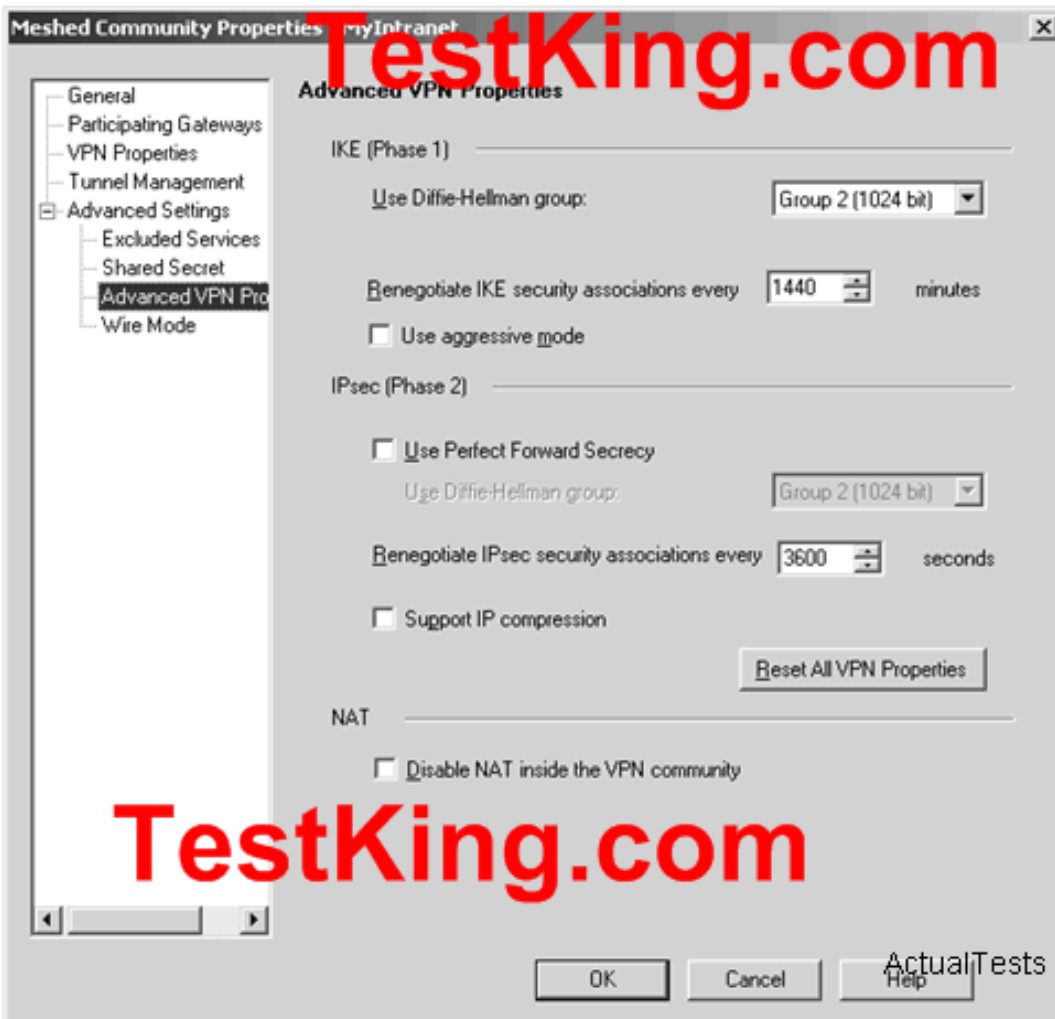 Meshed Community Properties - MyIntranet
TestKing.com
General
Participating Gateways
VPN Properties
Tunnel Management
Advanced Settings
Excluded Services
Shared Secret
Advanced VPN Pro
Wire Mode
Advanced VPN Properties
IKE (Phase 1)
Use Diffie-Hellman group:
Group 2 (1024 bit)
Renegotiate IKE security associations every 1440 minutes
Use aggressive mode
IPsec (Phase 2)
Use Perfect Forward Secrecy
Use Diffie-Hellman group:
Group 2 (1024 bit)
Renegotiate IPsec security associations every 3600 seconds
Support IP compression
Reset All VPN Properties
NAT
Disable NAT inside the VPN community
TestKing.com
OK
Cancel
Help
ActualTests